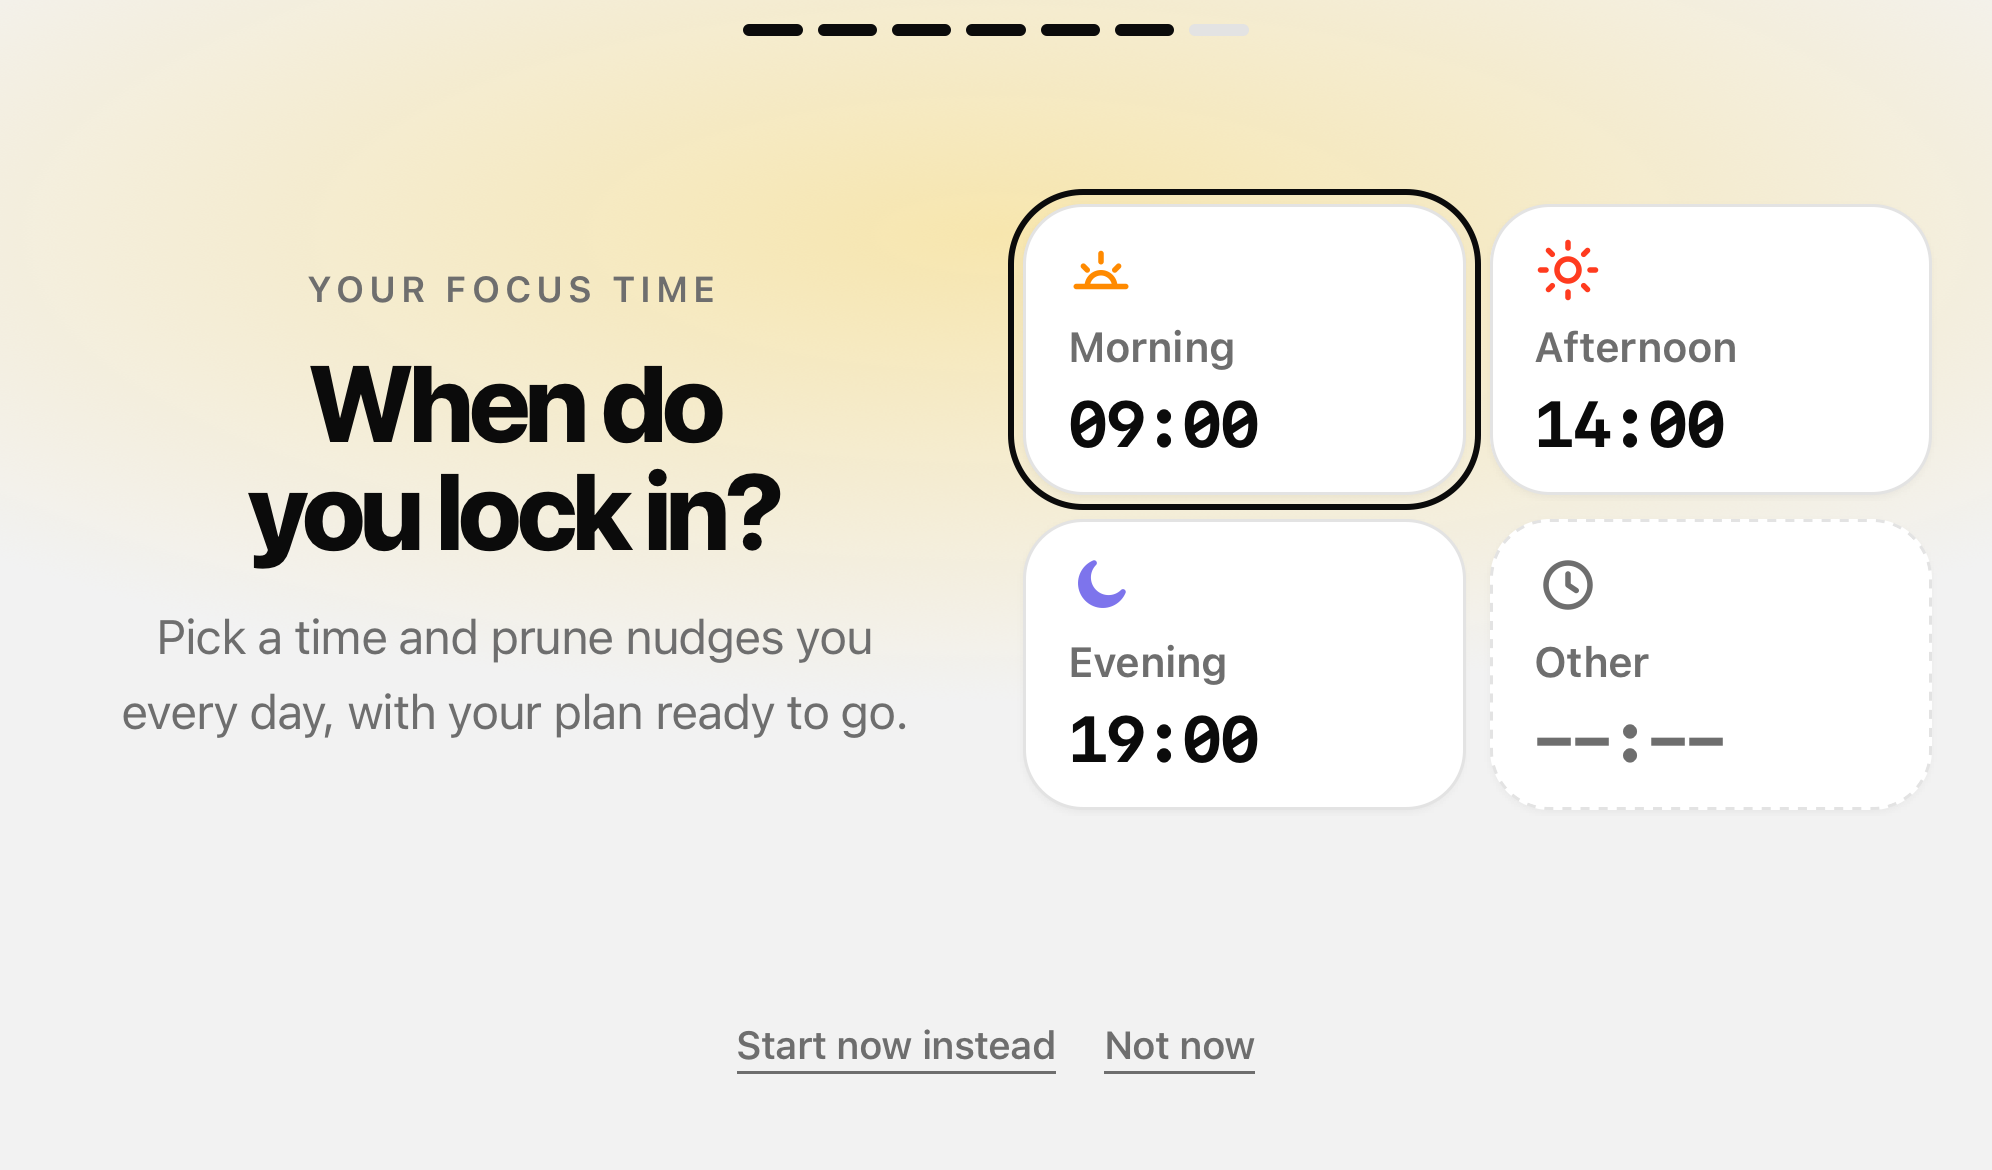 YOUR FOCUS TIME
When do
you lock in?
Pick a time and prune nudges you
every day, with your plan ready to go.
Morning
09:00
Afternoon
14:00
Evening
19:00
Other
--:--
Start now instead
Not now